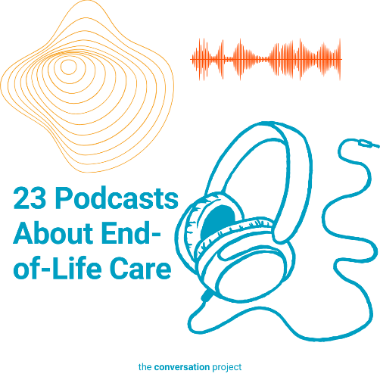 23 Podcasts
About End-
of-Life Care
the conversation project